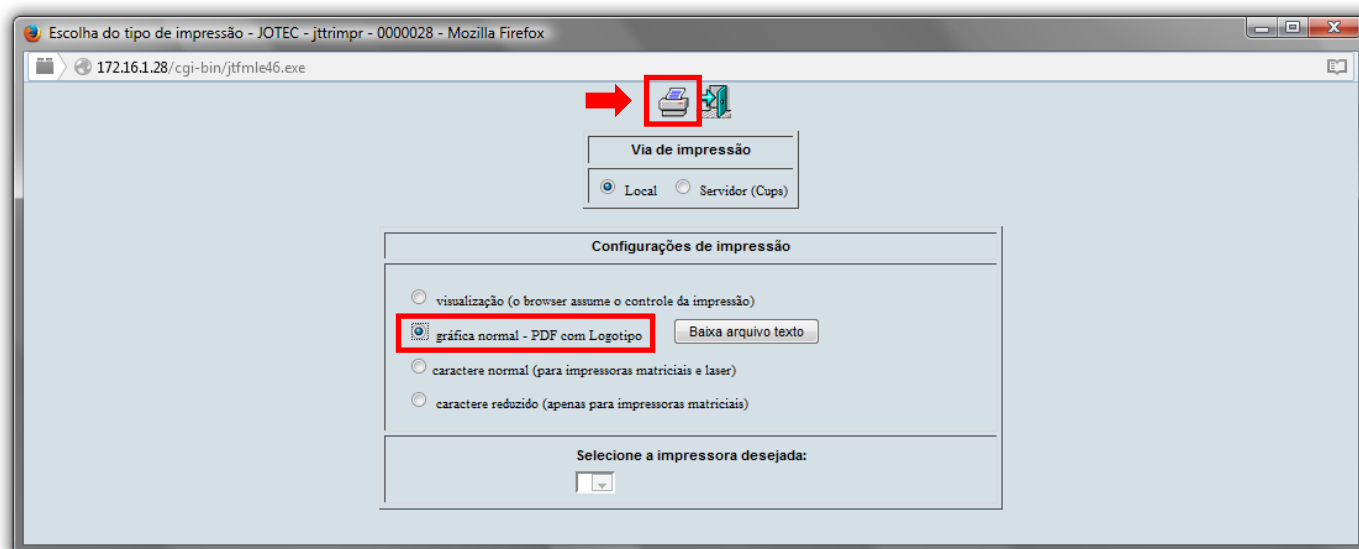 Escolha do tipo de impressão - JOTEC - jttrimpr - 0000028 - Mozilla Firefox
172.16.1.28/cgi-bin/jtfmle46.exe
Via de impressão
Local Servidor (Cups)
Configurações de impressão
visualização (o browser assume o controle da impressão)
gráfica normal - PDF com Logotipo Baixa arquivo texto
caractere normal (para impressoras matriciais e laser)
caractere reduzido (apenas para impressoras matriciais)
Selecione a impressora desejada: